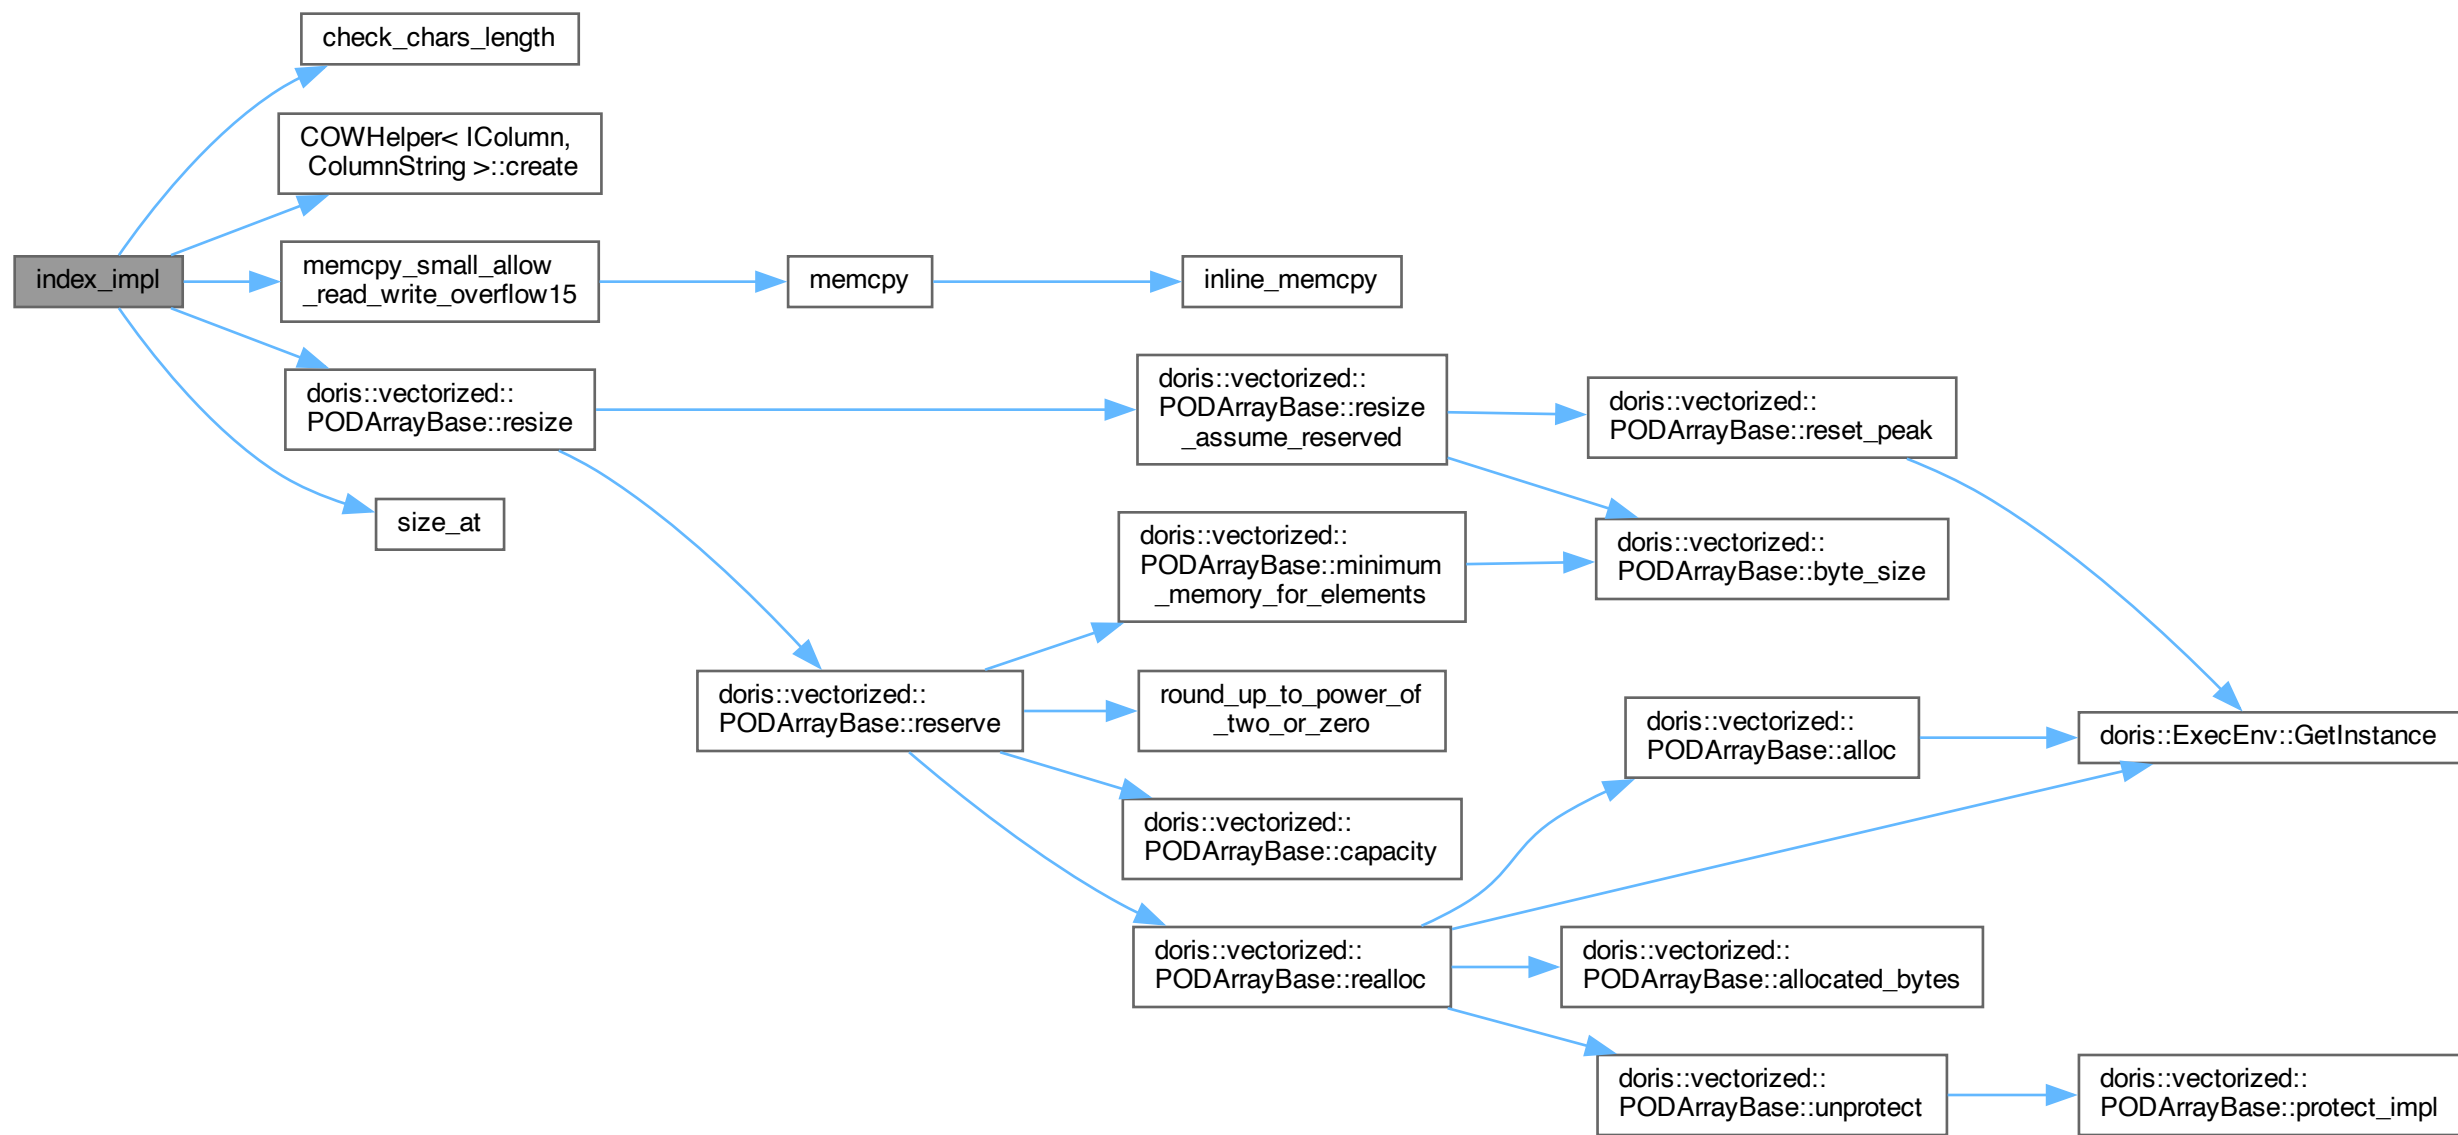 check_chars_length
COWHelper< IColumn,
ColumnString >::create
index_impl
memcpy_small_allow
_read_write_overflow15
memcpy
inline_memcpy
doris::vectorized::
PODArrayBase::resize
doris::vectorized::
PODArrayBase::resize
_assume_reserved
doris::vectorized::
PODArrayBase::reset_peak
size_at
doris::vectorized::
PODArrayBase::minimum
_memory_for_elements
doris::vectorized::
PODArrayBase::byte_size
doris::vectorized::
PODArrayBase::reserve
round_up_to_power_of
_two_or_zero
doris::vectorized::
PODArrayBase::alloc
doris::ExecEnv::GetInstance
doris::vectorized::
PODArrayBase::capacity
doris::vectorized::
PODArrayBase::realloc
doris::vectorized::
PODArrayBase::allocated_bytes
doris::vectorized::
PODArrayBase::unprotect
doris::vectorized::
PODArrayBase::protect_impl